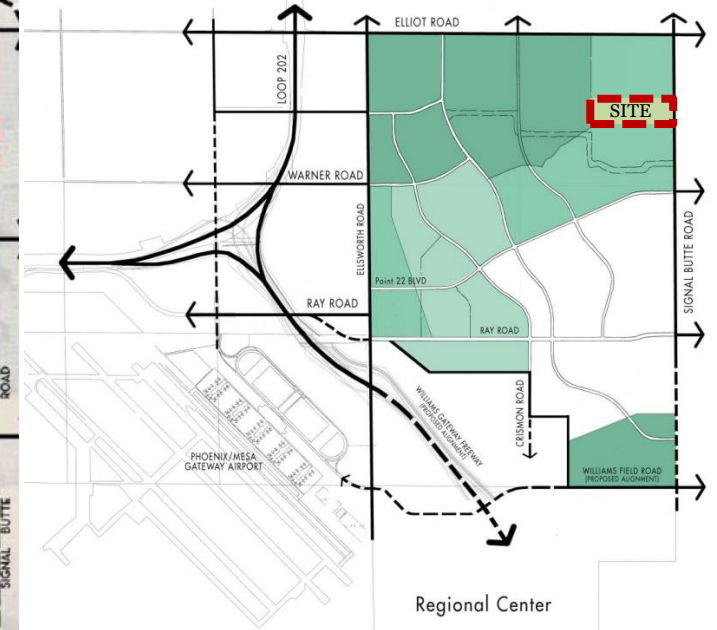 ELLIOT ROAD
LOOP 202
SITE
WARNER ROAD
ELLSWORTH ROAD
SIGNAL BUTTE ROAD
Point 22 BLVD
RAY ROAD
RAY ROAD
ROAD
WILLIAMS GATEWAY FREEWAY
(PROPOSED ALIGNMENT)
CRISMON ROAD
PHOENIX/MESA
GATEWAY AIRPORT
WILLIAMS FIELD ROAD
(PROPOSED ALIGNMENT)
SIGNAL BUTTE
Regional Center